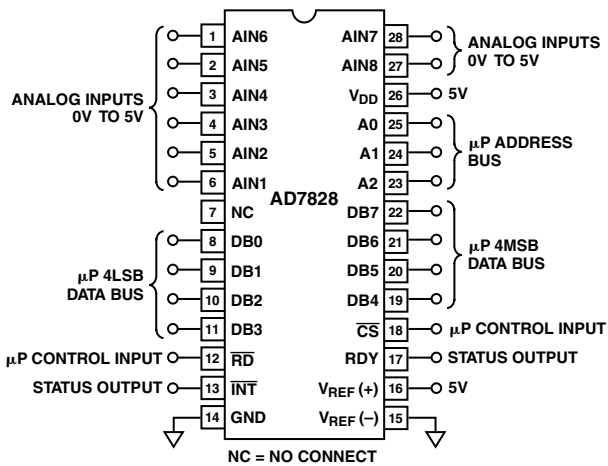 1 AIN6 AIN7 28
2 AIN5 AIN8 27
ANALOG INPUTS
0V TO 5V
ANALOG INPUTS
0V TO 5V
3 AIN4 VDD 26 5V
4 AIN3 A0 25
5 AIN2 A1 24
6 AIN1 A2 23
μP ADDRESS
BUS
AD7828
7 NC DB7 22
8 DB0 DB6 21
9 DB1 DB5 20
10 DB2 DB4 19
μP 4LSB
DATA BUS
μP 4MSB
DATA BUS
11 DB3 C̅S̅ 18 μP CONTROL INPUT
μP CONTROL INPUT 12 R̅D̅ RDY 17 STATUS OUTPUT
STATUS OUTPUT 13 I̅N̅T̅ VREF (+) 16 5V
14 GND VREF (–) 15
NC = NO CONNECT